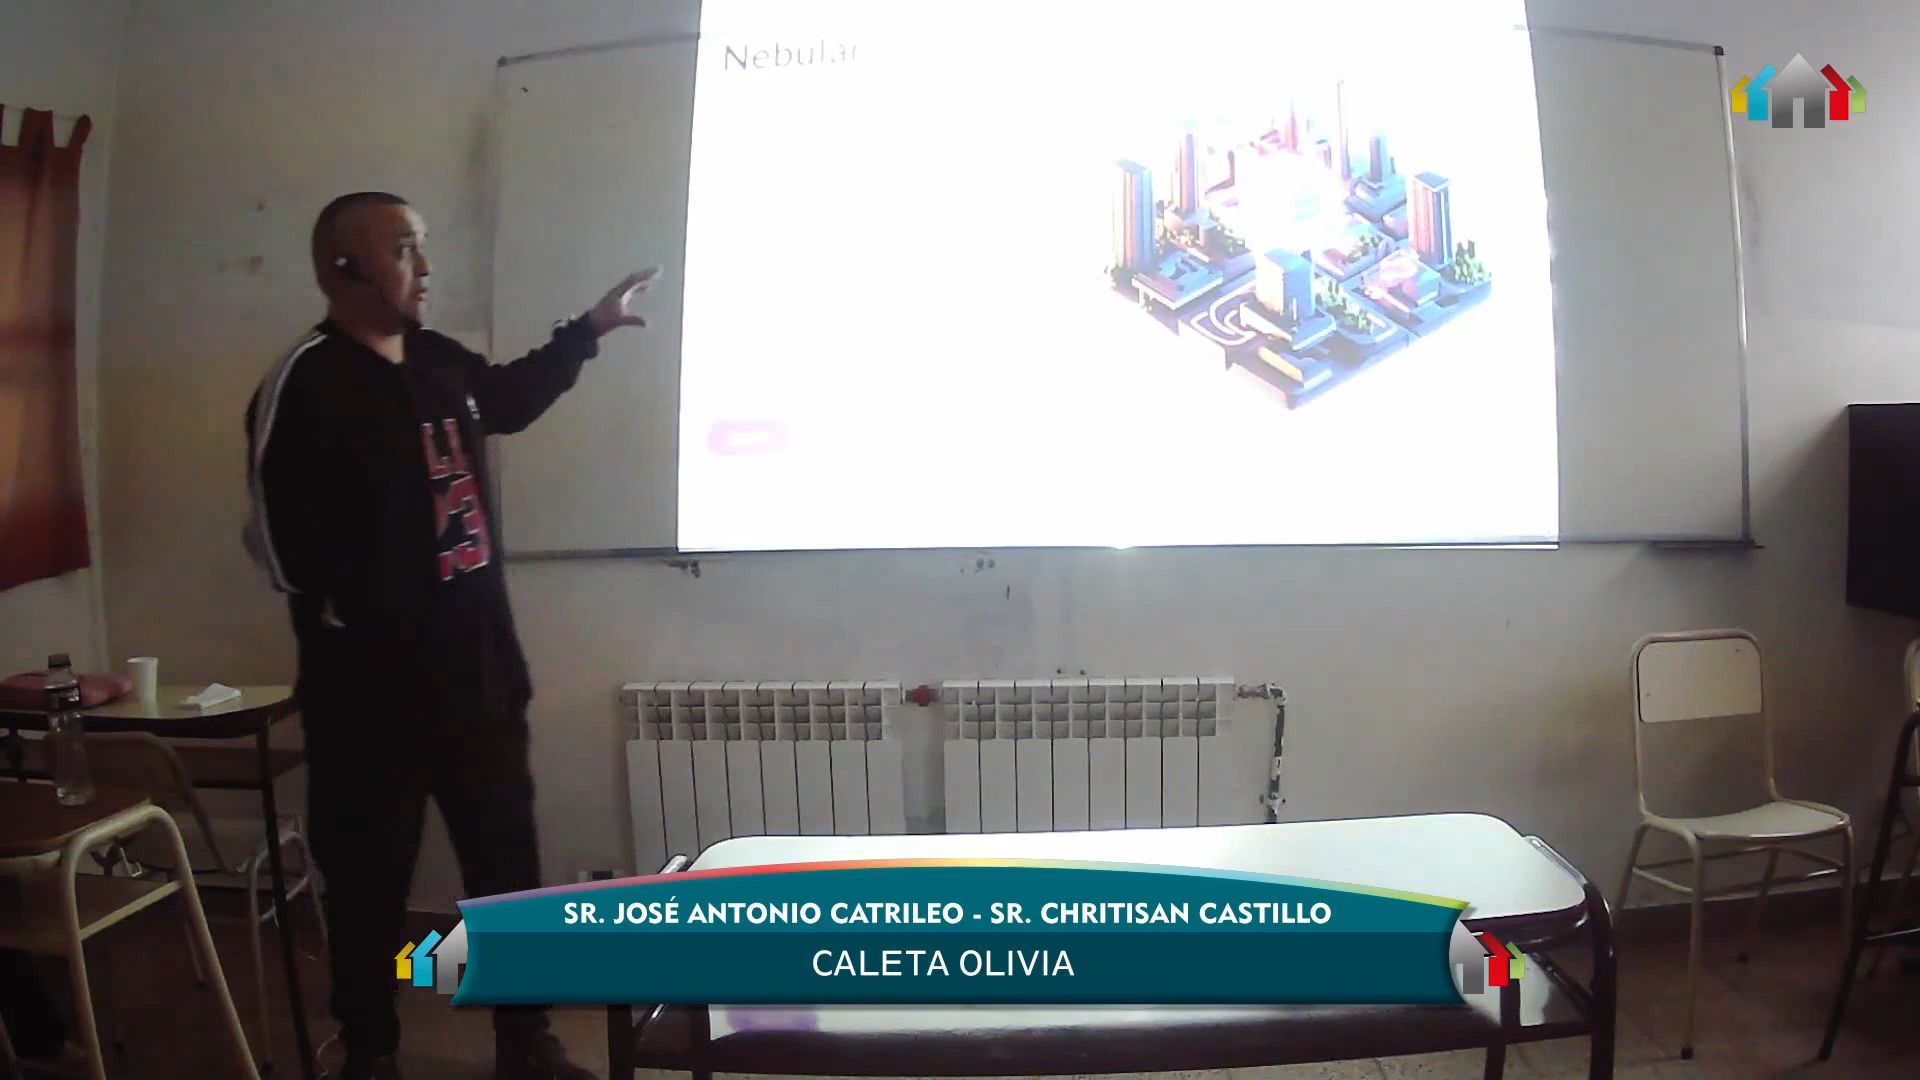 Nebular
SR. JOSÉ ANTONIO CATRILEO - SR. CHRITISAN CASTILLO
CALETA OLIVIA